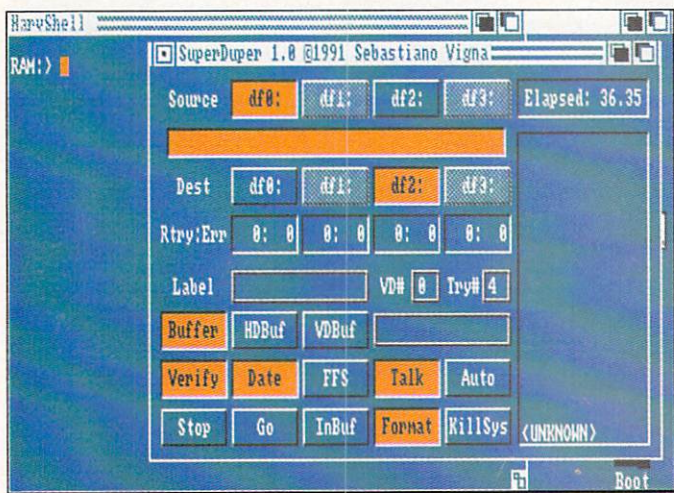 HarvShell
RAM:>
SuperDuper 1.0 ©1991 Sebastiano Vigna
Source df0: df1: df2: df3: Elapsed: 36.35
Dest df0: df1: df2: df3:
Rtry:Err 0: 0 0: 0 0: 0 0: 0
Label VD# 0 Try# 4
Buffer HDBuf VDBuf
Verify Date FFS Talk Auto
Stop Go InBuf Format KillSys <UNKNOWN>
Boot